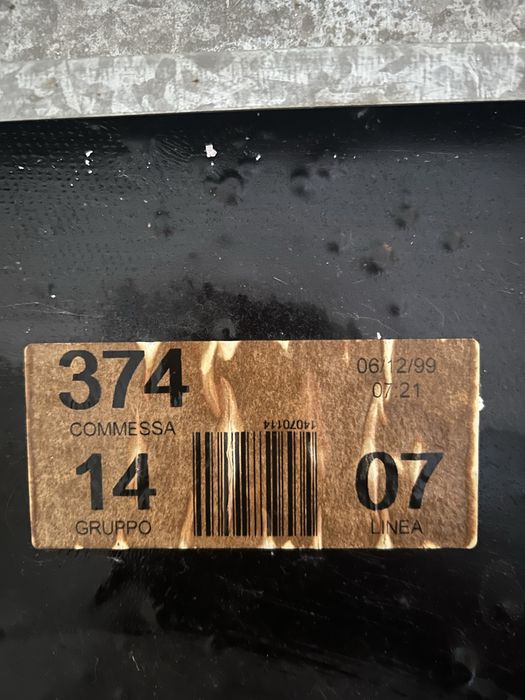 374
COMMESSA
06/12/99
07:21
14070114
14
GRUPPO
07
LINEA